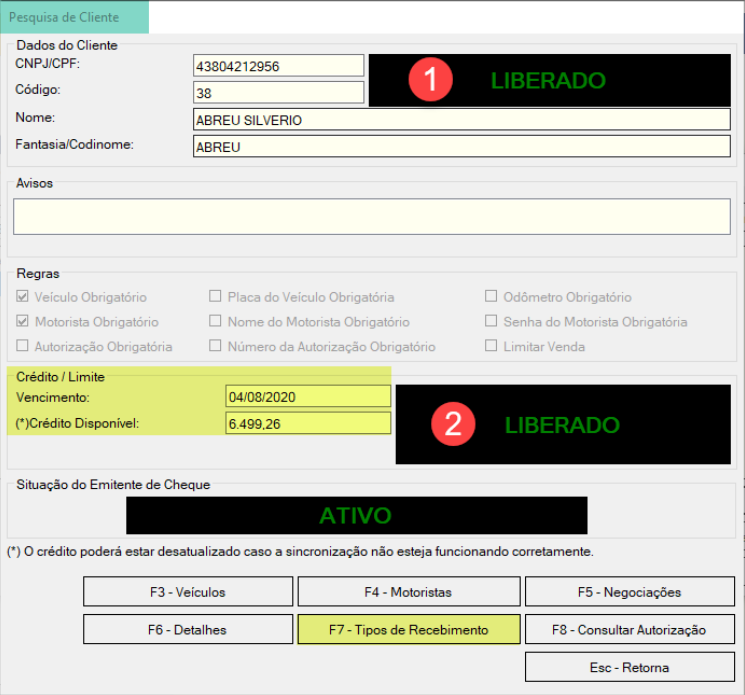 Pesquisa de Cliente
Dados do Cliente
CNPJ/CPF: 43804212956
1 LIBERADO
Código: 38
Nome: ABREU SILVERIO
Fantasia/Codinome: ABREU
Avisos
Regras
Veículo Obrigatório Placa do Veículo Obrigatória Odômetro Obrigatório
Motorista Obrigatório Nome do Motorista Obrigatório Senha do Motorista Obrigatória
Autorização Obrigatória Número da Autorização Obrigatório Limitar Venda
Crédito / Limite
Vencimento: 04/08/2020
(*)Crédito Disponível: 6.499,26
2 LIBERADO
Situação do Emitente de Cheque
ATIVO
(*) O crédito poderá estar desatualizado caso a sincronização não esteja funcionando corretamente.
F3 - Veículos F4 - Motoristas F5 - Negociações
F6 - Detalhes F7 - Tipos de Recebimento F8 - Consultar Autorização
Esc - Retorna